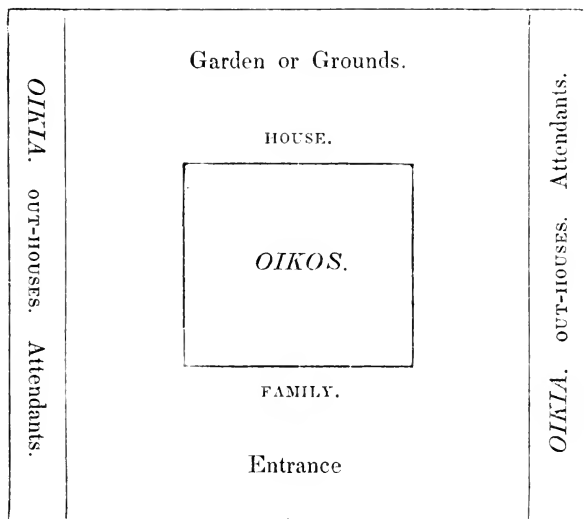 Garden or Grounds.
OIKIA. OUT-HOUSES. Attendants.
HOUSE.
OIKOS.
FAMILY.
Entrance
OIKIA. OUT-HOUSES. Attendants.